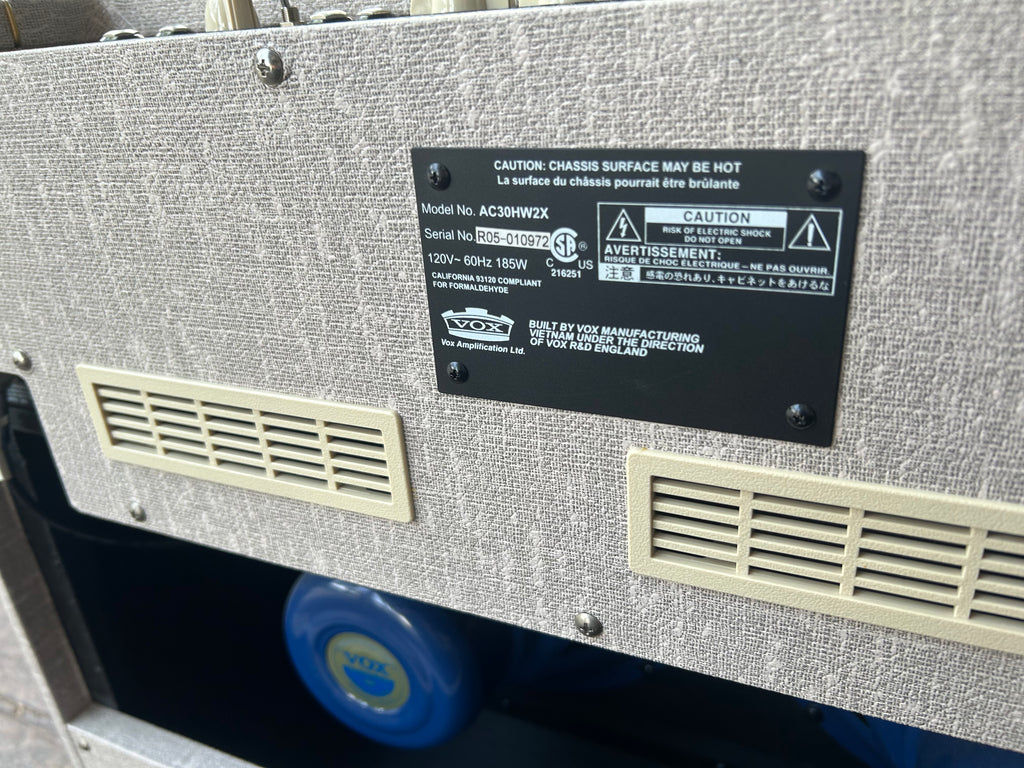 CAUTION: CHASSIS SURFACE MAY BE HOT
La surface du châssis pourrait être brûlante
Model No. AC30HW2X
Serial No. R05-010972
120V~ 60Hz 185W
C US
216251
CALIFORNIA 93120 COMPLIANT
FOR FORMALDEHYDE
CAUTION
RISK OF ELECTRIC SHOCK
DO NOT OPEN
AVERTISSEMENT:
RISQUE DE CHOC ÉLECTRIQUE – NE PAS OUVRIR.
注意 感電の恐れあり、キャビネットをあけるな
VOX
Vox Amplification Ltd.
BUILT BY VOX MANUFACTURING
VIETNAM UNDER THE DIRECTION
OF VOX R&D ENGLAND
VOX